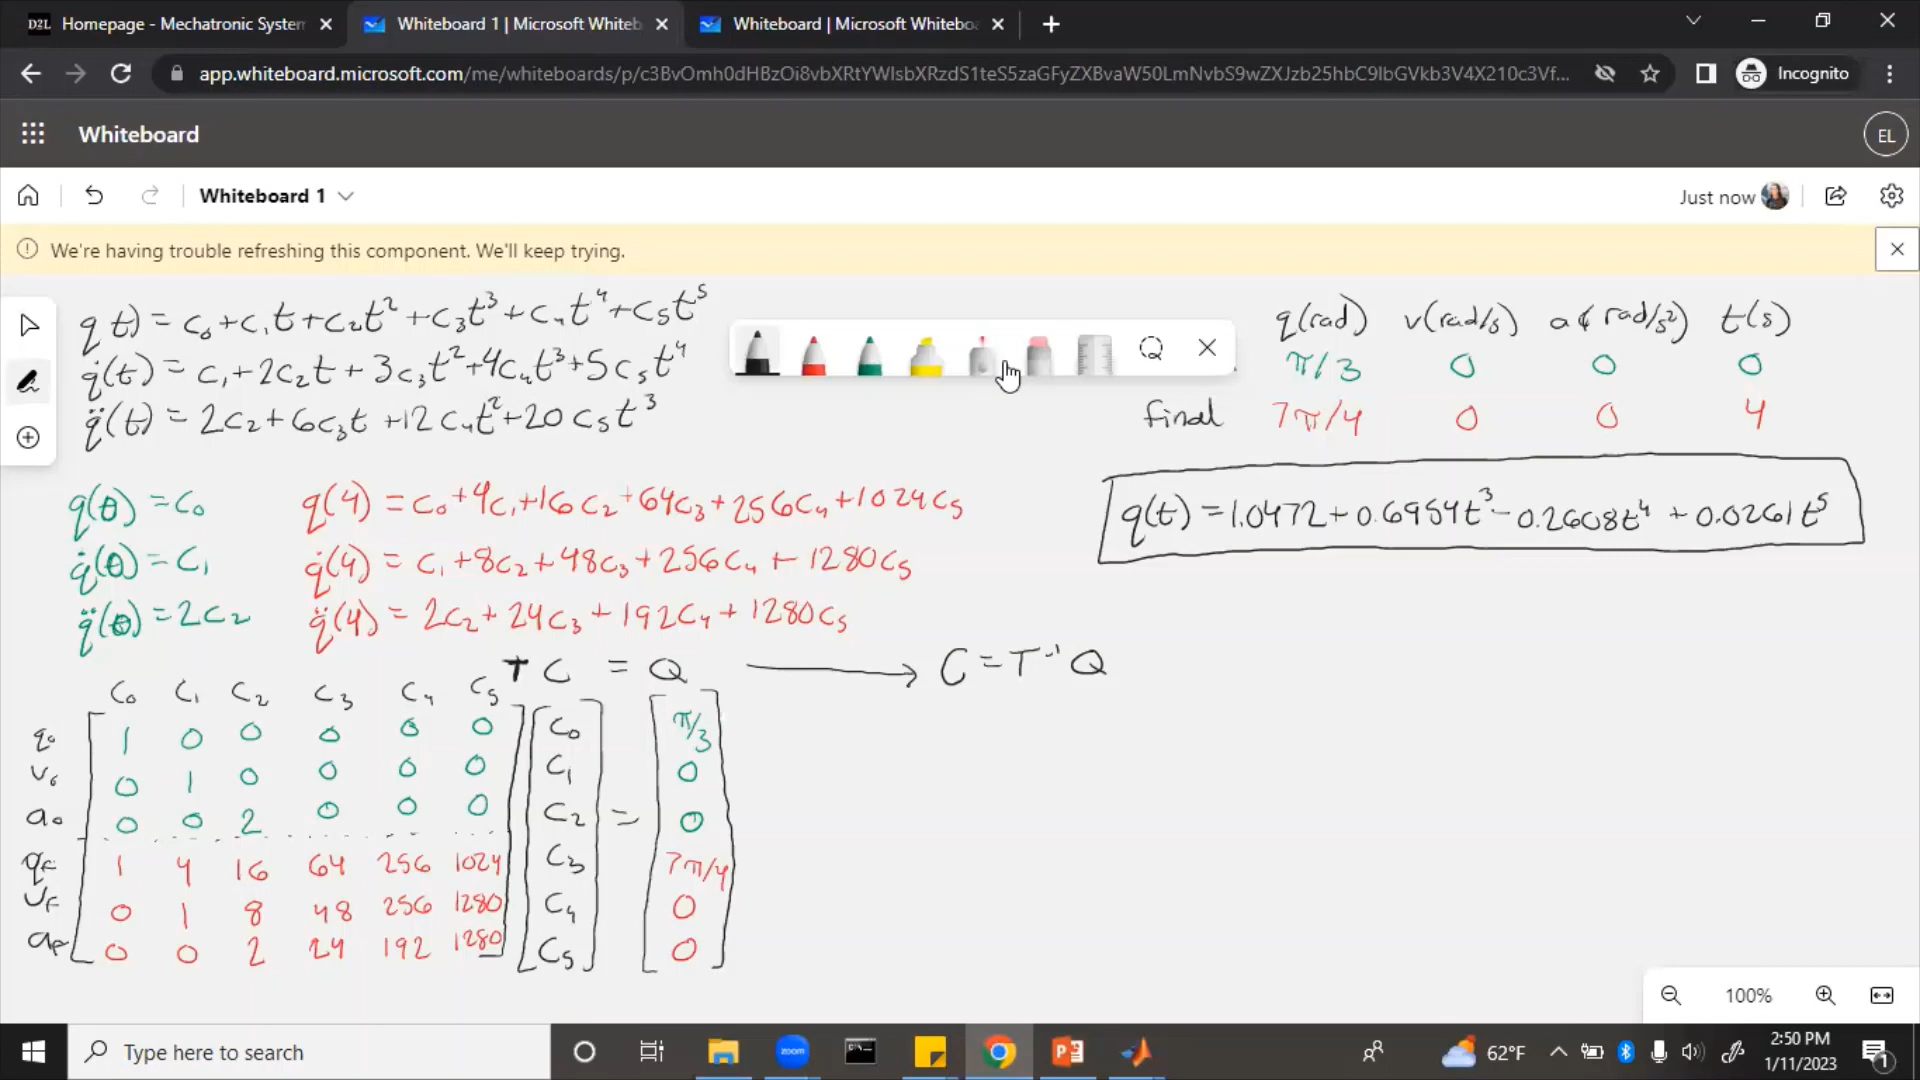 Homepage - Mechatronic System
Whiteboard 1 | Microsoft Whiteb
Whiteboard | Microsoft Whitebo
app.whiteboard.microsoft.com/me/whiteboards/p/c3BvOmh0dHBzOi8vbXRtYWlsbXRzdS1teS5zaGFyZXBvaW50LmNvbS9wZXJzb25hbC9lbGVkb3V4X210c3Vf...
Incognito
Whiteboard
EL
Whiteboard 1
Just now
We're having trouble refreshing this component. We'll keep trying.
q t) = c₀+c₁t+c₂t²+c₃t³+c₄t⁴+c₅t⁵
q̇(t) = c₁+2c₂t+3c₃t²+4c₄t³+5c₅t⁴
q̈(t) = 2c₂+6c₃t+12c₄t²+20c₅t³
q(rad) v(rad/s) a( rad/s²) t(s)
π/3 0 0 0
final 7π/4 0 0 4
q(0) = c₀
q̇(0) = c₁
q̈(0) = 2c₂
q(4) = c₀+4c₁+16c₂+64c₃+256c₄+1024c₅
q̇(4) = c₁+8c₂+48c₃+256c₄+1280c₅
q̈(4) = 2c₂+24c₃+192c₄+1280c₅
q(t) = 1.0472+0.6954t³-0.2608t⁴+0.0261t⁵
T C = Q → C = T⁻¹Q
c₀ c₁ c₂ c₃ c₄ c₅
q₀ 1 0 0 0 0 0 c₀ π/3
v₀ 0 1 0 0 0 0 c₁ 0
a₀ 0 0 2 0 0 0 c₂ = 0
qF 1 4 16 64 256 1024 c₃ 7π/4
vF 0 1 8 48 256 1280 c₄ 0
aF 0 0 2 24 192 1280 c₅ 0
100%
Type here to search
zoom
62°F
2:50 PM
1/11/2023
1